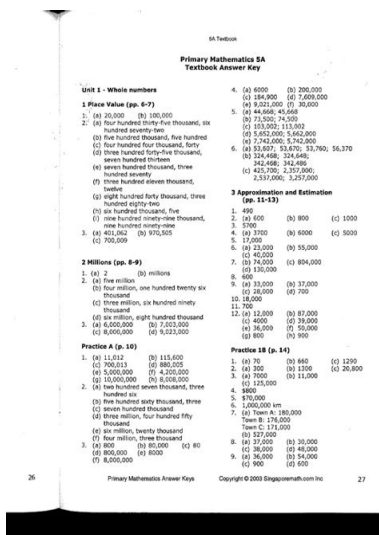 5A Textbook
Primary Mathematics 5A
Textbook Answer Key
Unit 1 - Whole numbers
1 Place Value (pp. 6-7)
1. (a) 20,000 (b) 100,000
2. (a) four hundred thirty-five thousand, six
hundred seventy-two
(b) five hundred thousand, five hundred
(c) four hundred four thousand, forty
(d) three hundred forty-five thousand,
seven hundred thirteen
(e) seven hundred thousand, three
hundred seventy
(f) three hundred eleven thousand,
twelve
(g) eight hundred forty thousand, three
hundred eighty-two
(h) six hundred thousand, five
(i) nine hundred ninety-nine thousand,
nine hundred ninety-nine
3. (a) 401,062 (b) 970,505
(c) 700,009
2 Millions (pp. 8-9)
1. (a) 2 (b) millions
2. (a) five million
(b) four million, one hundred twenty six
thousand
(c) three million, six hundred ninety
thousand
(d) six million, eight hundred thousand
3. (a) 6,000,000 (b) 7,003,000
(c) 8,000,000 (d) 9,023,000
Practice A (p. 10)
1. (a) 11,012 (b) 115,600
(c) 700,013 (d) 880,005
(e) 5,000,000 (f) 4,200,000
(g) 10,000,000 (h) 8,008,000
2. (a) two hundred seven thousand, three
hundred six
(b) five hundred sixty thousand, three
(c) seven hundred thousand
(d) three million, four hundred fifty
thousand
(e) six million, twenty thousand
(f) four million, three thousand
3. (a) 800 (b) 80,000 (c) 80
(d) 800,000 (e) 8000
(f) 8,000,000
4. (a) 6000 (b) 200,000
(c) 184,900 (d) 7,609,000
(e) 9,021,000 (f) 30,000
5. (a) 44,668; 45,668
(b) 73,500; 74,500
(c) 103,002; 113,002
(d) 5,652,000; 5,662,000
(e) 7,742,000; 5,742,000
6. (a) 53,607; 53,670; 53,760; 56,370
(b) 324,468; 324,648;
342,468; 342,486
(c) 425,700; 2,357,000;
2,537,000; 3,257,000
3 Approximation and Estimation
(pp. 11-13)
1. 490
2. (a) 600 (b) 800 (c) 1000
3. 5700
4. (a) 3700 (b) 6000 (c) 5000
5. 17,000
6. (a) 23,000 (b) 55,000
(c) 40,000
7. (b) 74,000 (c) 804,000
(d) 130,000
8. 600
9. (a) 33,000 (b) 37,000
(c) 28,000 (d) 700
10. 18,000
11. 700
12. (a) 12,000 (b) 87,000
(c) 4000 (d) 39,000
(e) 36,000 (f) 50,000
(g) 800 (h) 900
Practice 1B (p. 14)
1. (a) 70 (b) 660 (c) 1290
2. (a) 300 (b) 1300 (c) 20,800
3. (a) 7000 (b) 11,000
(c) 125,000
4. $800
5. $70,000
6. 1,000,000 km
7. (a) Town A: 180,000
Town B: 176,000
Town C: 171,000
(b) 527,000
8. (a) 37,000 (b) 30,000
(c) 38,000 (d) 48,000
9. (a) 36,000 (b) 54,000
(c) 900 (d) 600
26 Primary Mathematics Answer Keys
Copyright © 2003 Singaporemath.com Inc 27